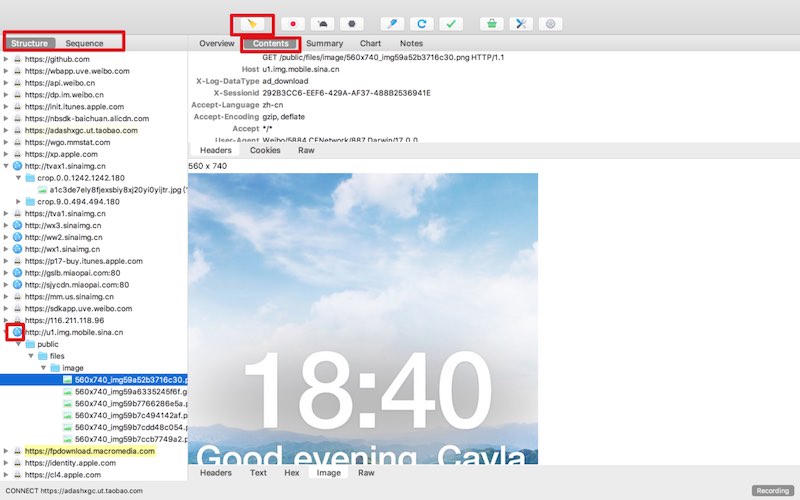 Structure Sequence
Overview Contents Summary Chart Notes
https://github.com
https://wbapp.uve.weibo.com
https://api.weibo.cn
https://dp.im.weibo.cn
https://init.itunes.apple.com
https://nbsdk-baichuan.alicdn.com
https://adashxgc.ut.taobao.com
https://wgo.mmstat.com
https://xp.apple.com
http://tvax1.sinaimg.cn
crop.0.0.1242.1242.180
a1c3de7ely8fjexsbiy8xj20yi0yijtr.jpg (
crop.9.0.494.494.180
https://tva1.sinaimg.cn
http://wx3.sinaimg.cn
http://ww2.sinaimg.cn
http://wx1.sinaimg.cn
https://p17-buy.itunes.apple.com
http://gslb.miaopai.com:80
http://sjycdn.miaopai.com:80
https://mm.us.sinaimg.cn
https://sdkapp.uve.weibo.com
https://116.211.118.96
http://u1.img.mobile.sina.cn
public
files
image
560x740_img59a52b3716c30.p
560x740_img59a6335245f6f.g
560x740_img59b7766286e5a.p
560x740_img59b7c494142af.p
560x740_img59b7cdd48c054.p
560x740_img59b7ccb7749a2.p
https://fpdownload.macromedia.com
https://identity.apple.com
https://cl4.apple.com
GET /public/files/image/560x740_img59a52b3716c30.png HTTP/1.1
Host u1.img.mobile.sina.cn
X-Log-DataType ad_download
X-Sessionid 292B3CC6-EEF6-429A-AF37-488B2536941E
Accept-Language zh-cn
Accept-Encoding gzip, deflate
Accept */*
User-Agent Weibo/5884 CFNetwork/887 Darwin/17.0.0
Headers Cookies Raw
560 x 740
18:40
Good evening, Cayla
Headers Text Hex Image Raw
CONNECT https://adashxgc.ut.taobao.com
Recording